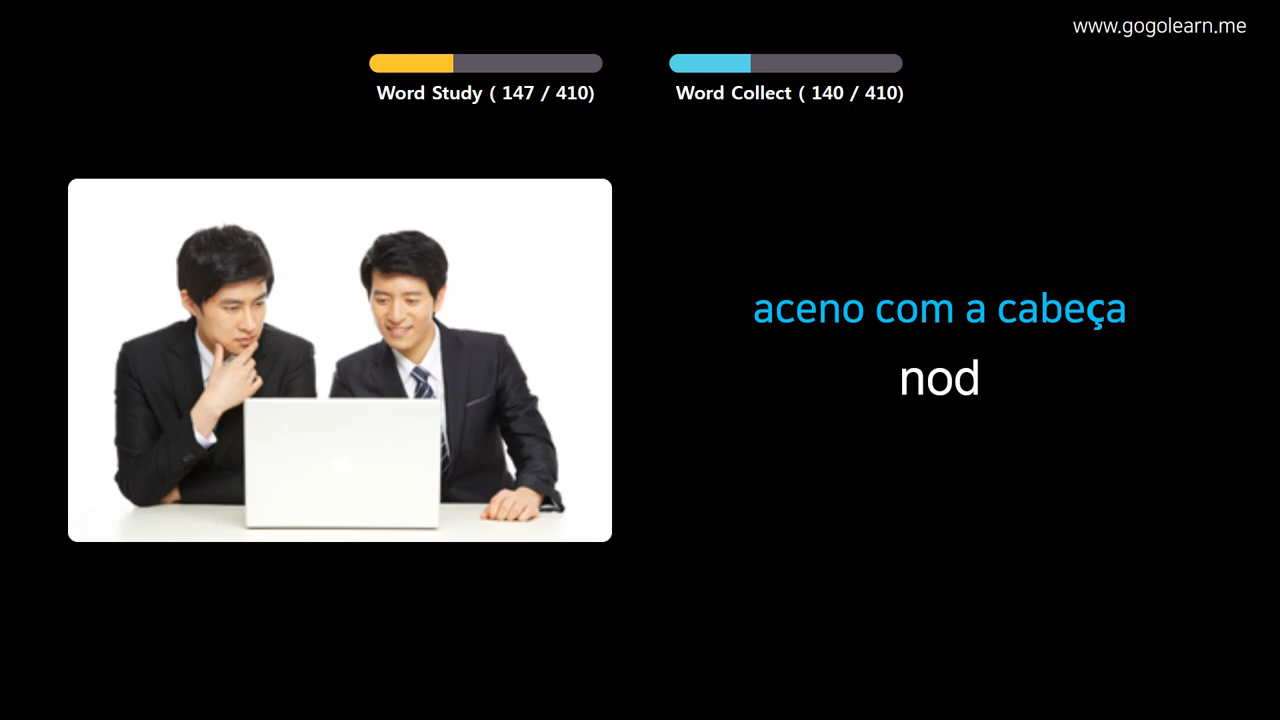 www.gogolearn.me
Word Study ( 147 / 410)
Word Collect ( 140 / 410)
aceno com a cabeça
nod